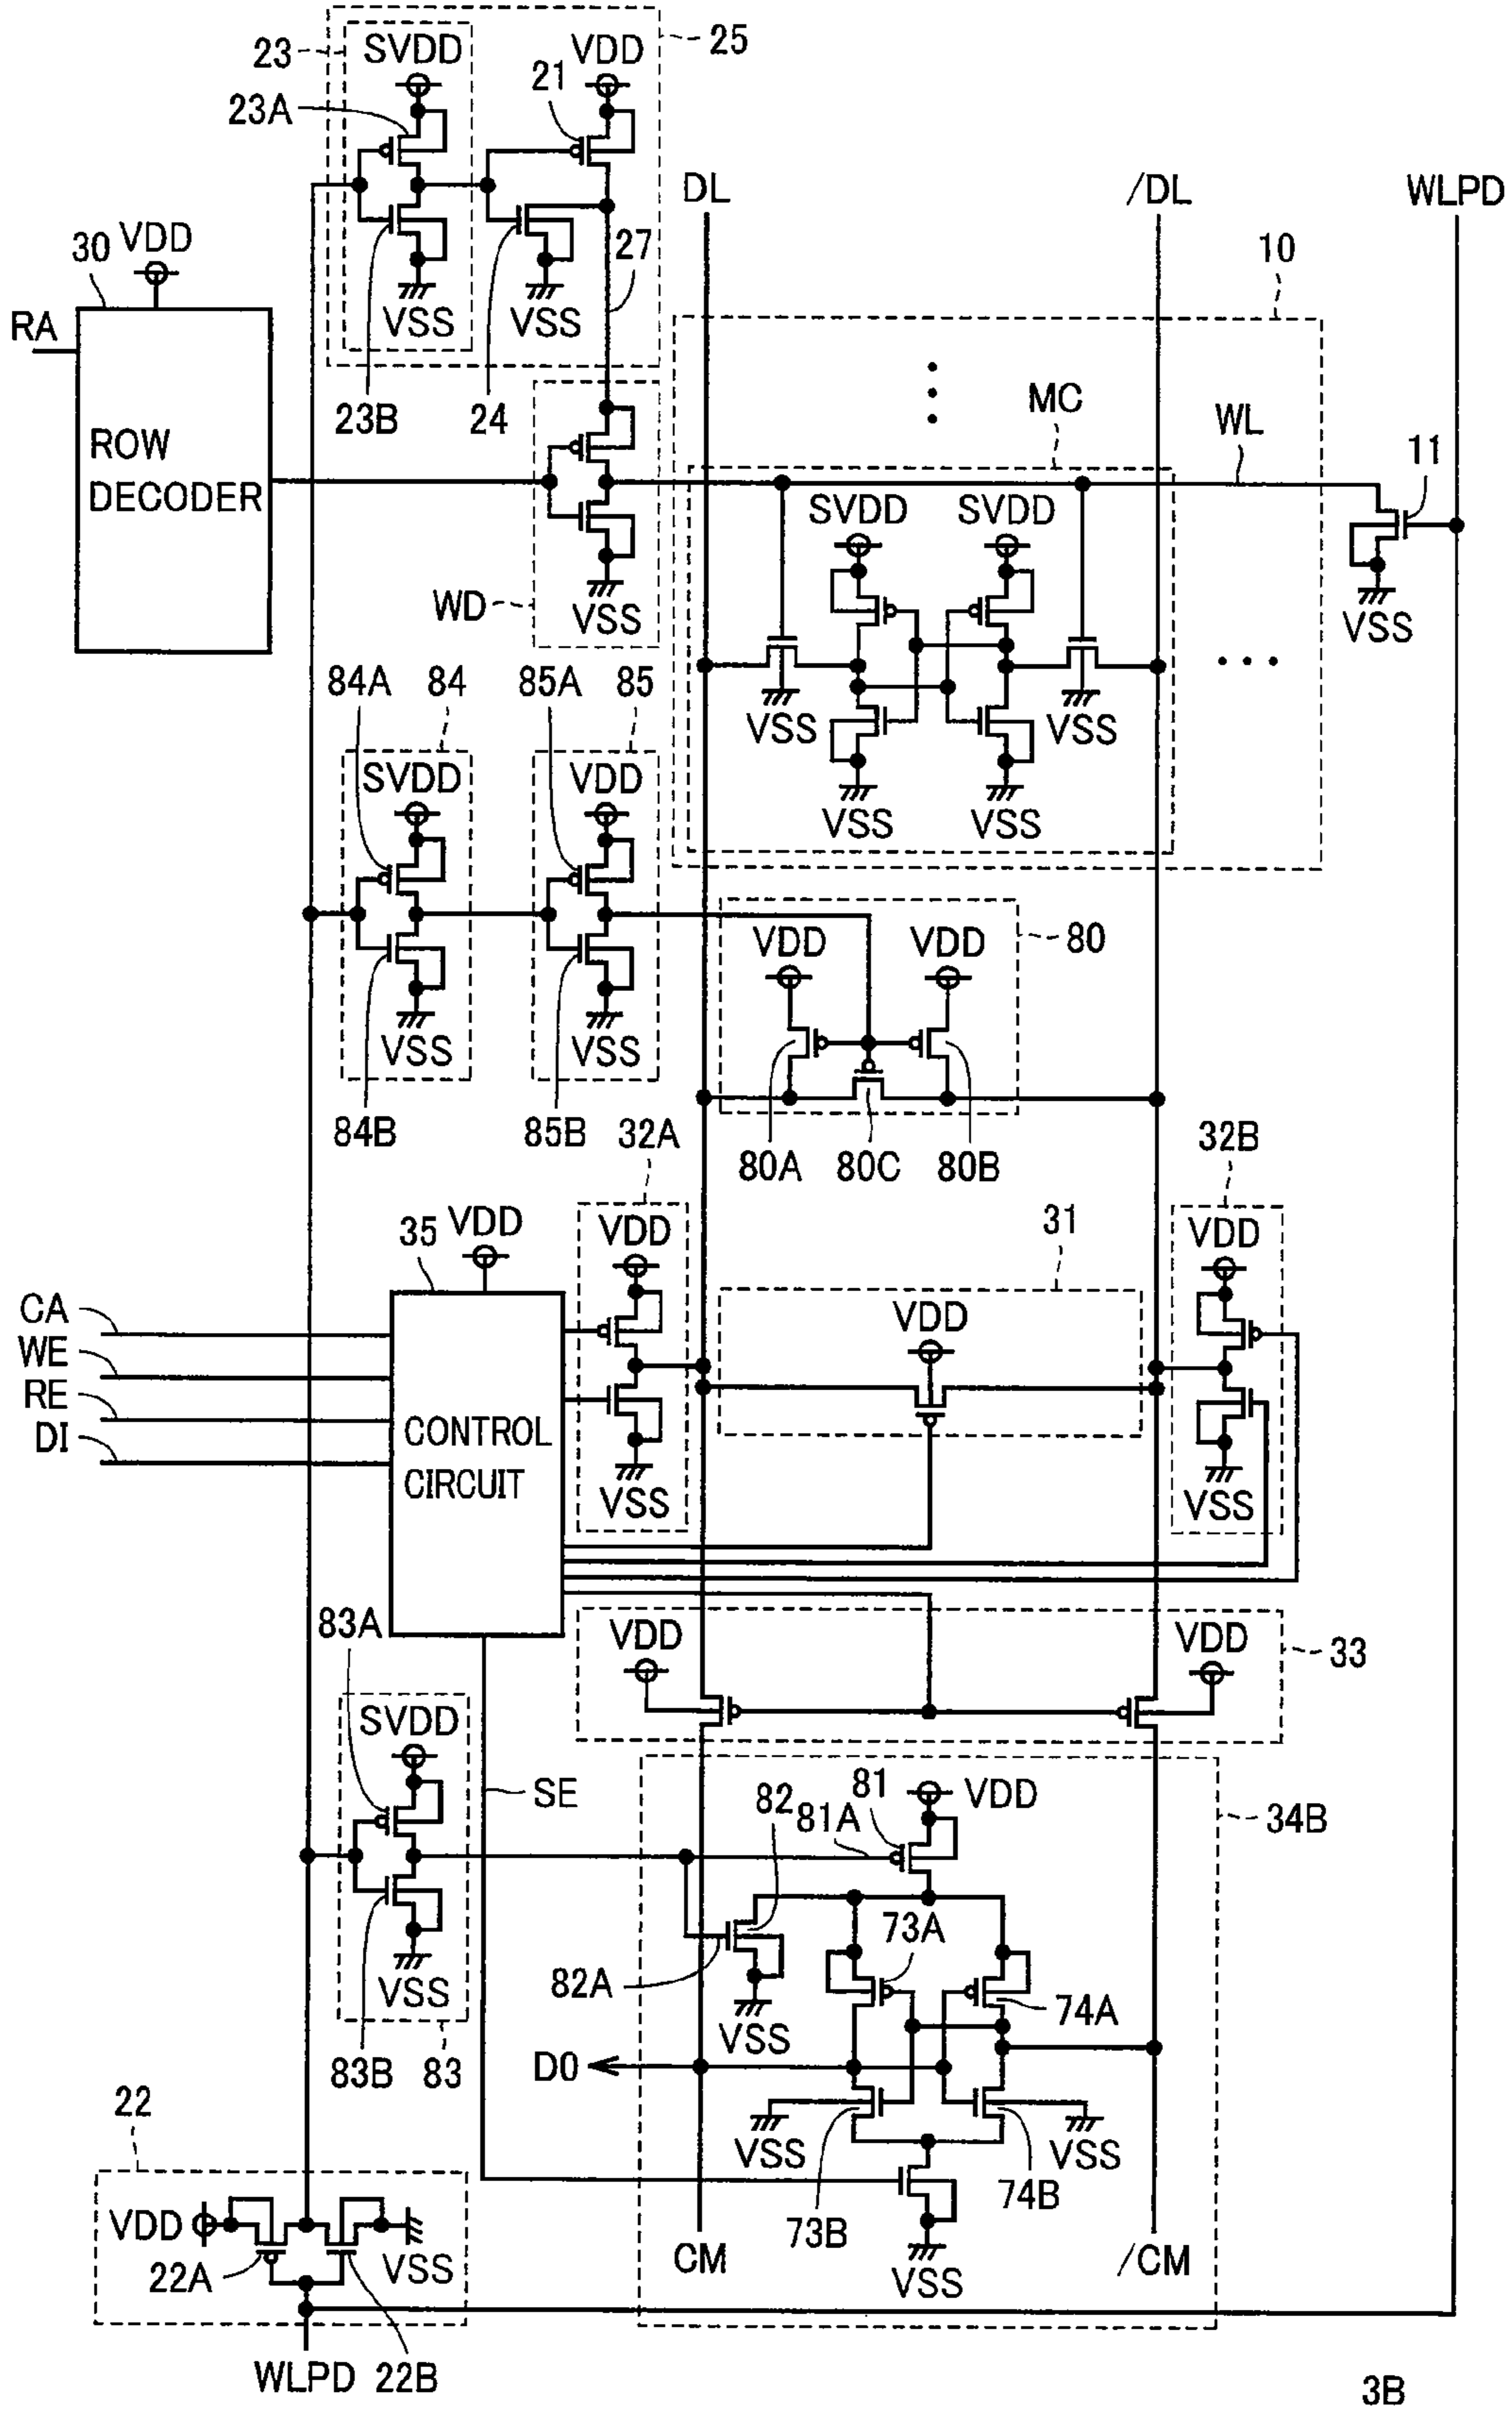 23
SVDD
VDD
25
23A
21
DL
/DL
WLPD
30
VDD
27
10
RA
VSS
VSS
23B
24
MC
WL
11
ROW
DECODER
SVDD
SVDD
WD
VSS
VSS
84A
84
85A
85
VSS
VSS
SVDD
VDD
VSS
VSS
VDD
VDD
80
VSS
VSS
84B
85B
32A
80A
80C
80B
32B
35
VDD
VDD
31
VDD
CA
WE
RE
DI
VDD
CONTROL
CIRCUIT
VSS
VSS
83A
VDD
VDD
33
SVDD
SE
82
81A
81
VDD
34B
73A
82A
74A
VSS
VSS
D0
83B
83
22
VSS
VSS
74B
73B
VDD
VSS
22A
CM
VSS
/CM
WLPD
22B
3B